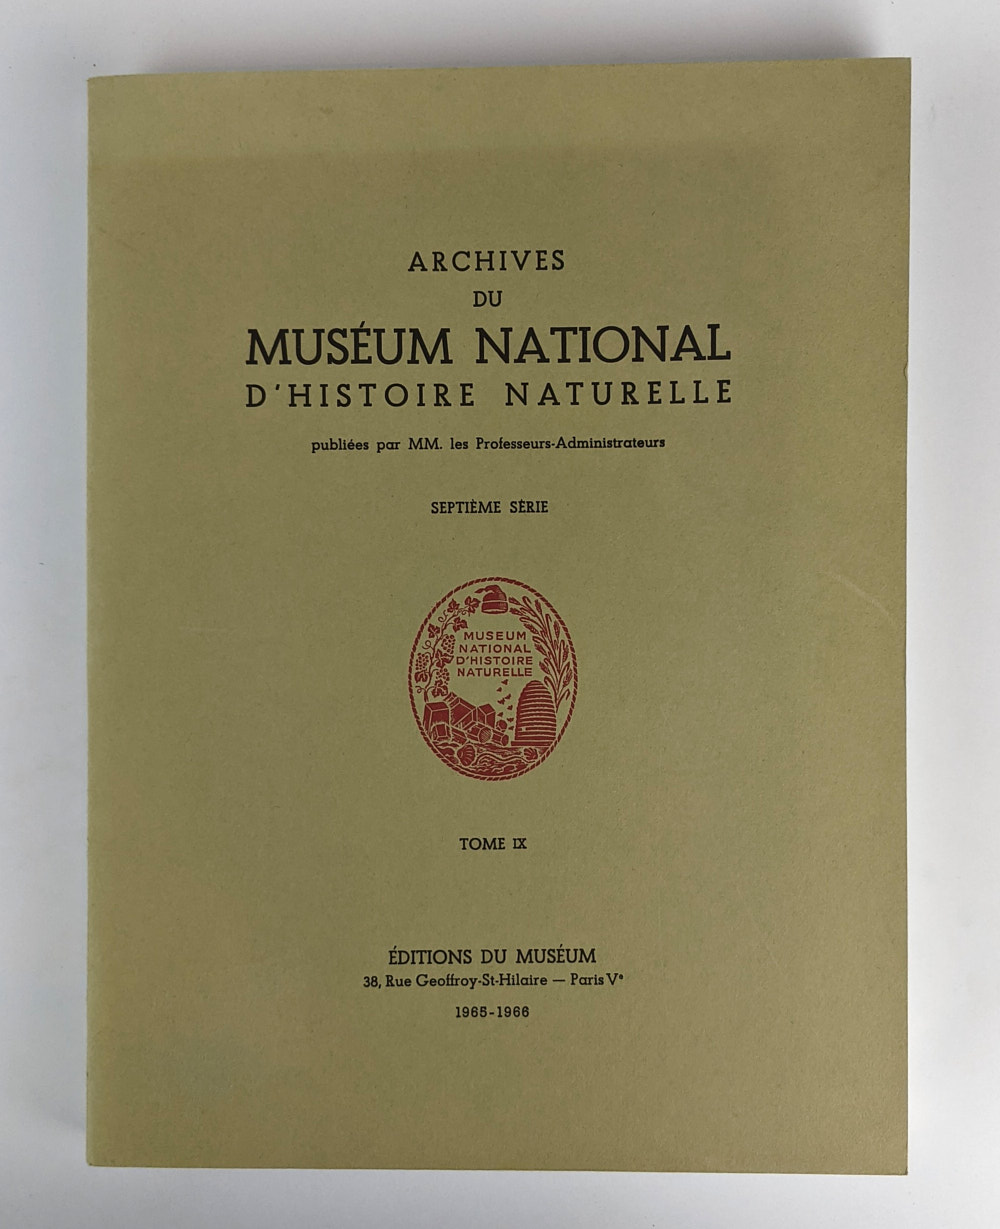 ARCHIVES
DU
MUSÉUM NATIONAL
D'HISTOIRE NATURELLE
publiées par MM. les Professeurs-Administrateurs
SEPTIÈME SÉRIE
MUSEUM
NATIONAL
D'HISTOIRE
NATURELLE
TOME IX
ÉDITIONS DU MUSÉUM
38, Rue Geoffroy-St-Hilaire — Paris Vᵉ
1965-1966